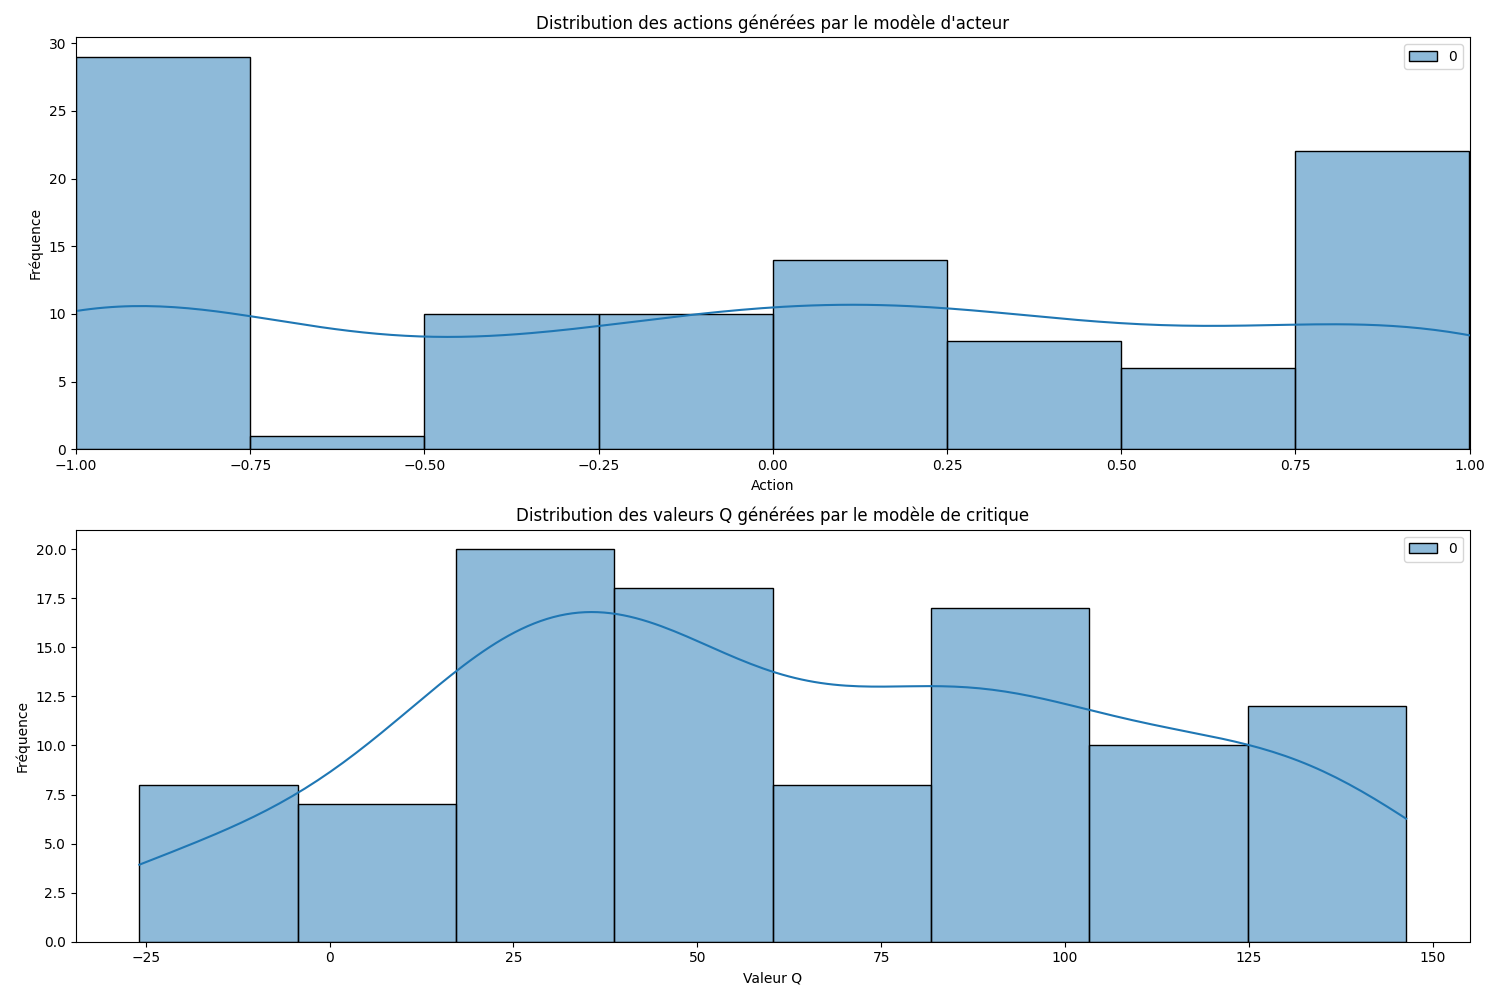 Distribution des actions générées par le modèle d'acteur
0
30
25
20
15
10
5
0
Fréquence
−1.00 −0.75 −0.50 −0.25 0.00 0.25 0.50 0.75 1.00
Action
Distribution des valeurs Q générées par le modèle de critique
0
20.0
17.5
15.0
12.5
10.0
7.5
5.0
2.5
0.0
Fréquence
−25 0 25 50 75 100 125 150
Valeur Q